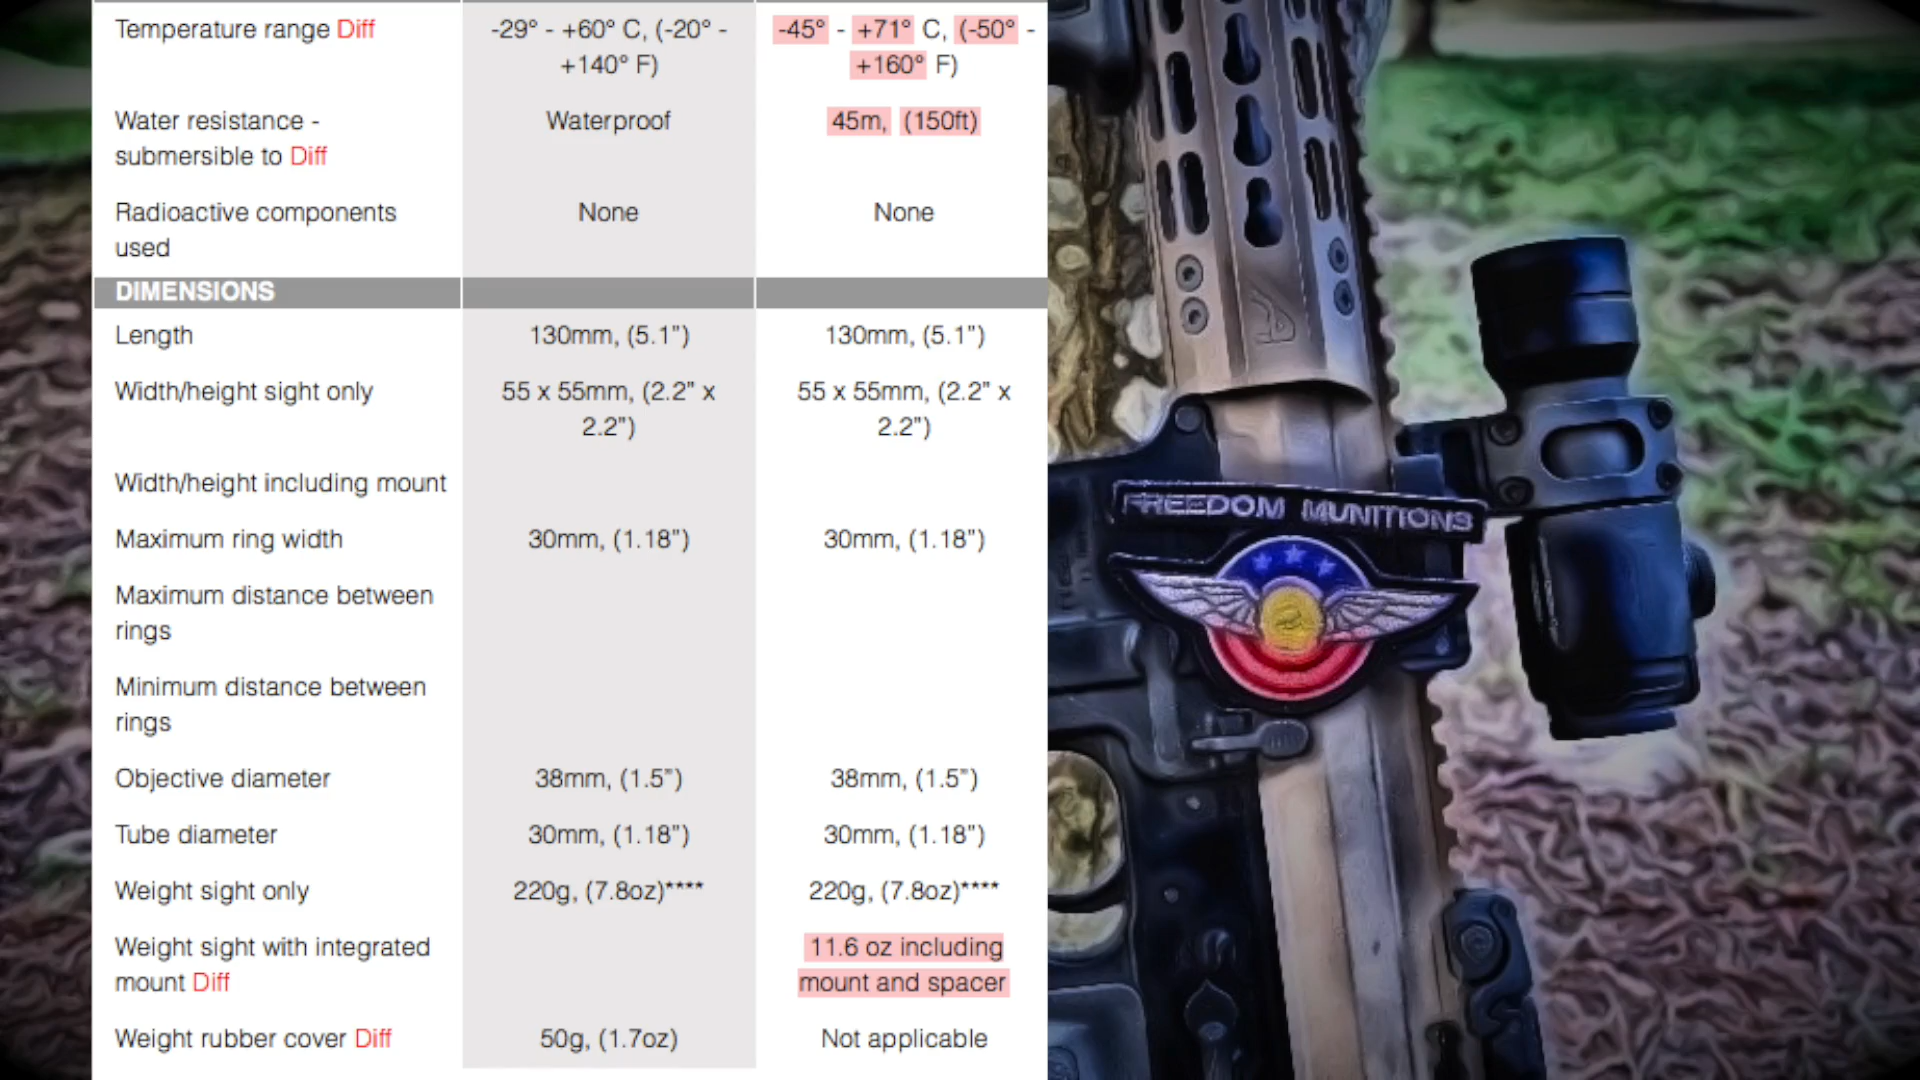 Temperature range Diff
-29° - +60° C, (-20° -
+140° F)
-45° - +71° C, (-50° -
+160° F)
Water resistance -
submersible to Diff
Waterproof
45m, (150ft)
Radioactive components
used
None
None
DIMENSIONS
Length
130mm, (5.1")
130mm, (5.1")
Width/height sight only
55 x 55mm, (2.2" x
2.2")
55 x 55mm, (2.2" x
2.2")
Width/height including mount
Maximum ring width
30mm, (1.18")
30mm, (1.18")
Maximum distance between
rings
Minimum distance between
rings
Objective diameter
38mm, (1.5")
38mm, (1.5")
Tube diameter
30mm, (1.18")
30mm, (1.18")
Weight sight only
220g, (7.8oz)****
220g, (7.8oz)****
Weight sight with integrated
mount Diff
11.6 oz including
mount and spacer
Weight rubber cover Diff
50g, (1.7oz)
Not applicable
FREEDOM MUNITIONS